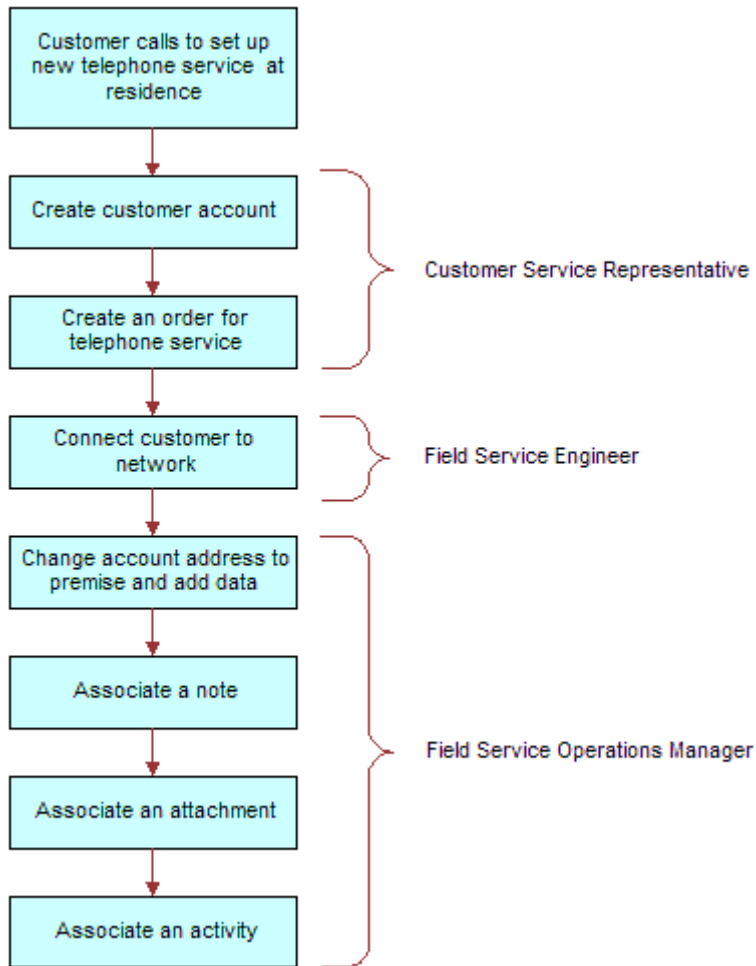 Customer calls to set up
new telephone service at
residence
Create customer account
Customer Service Representative
Create an order for
telephone service
Connect customer to
network
Field Service Engineer
Change account address to
premise and add data
Associate a note
Field Service Operations Manager
Associate an attachment
Associate an activity